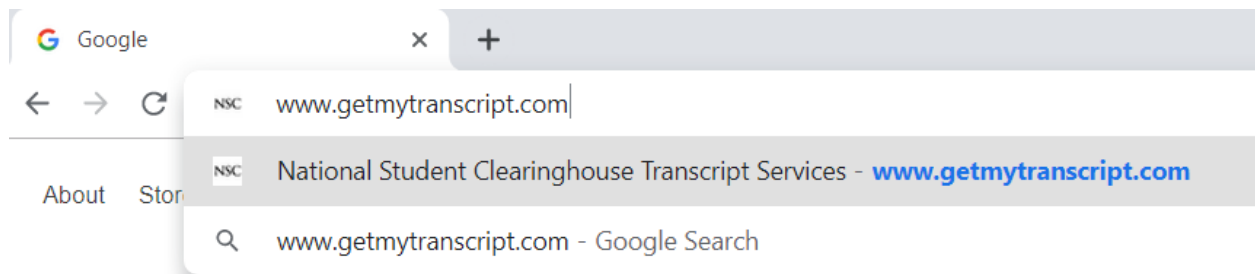 Google
NSC www.getmytranscript.com
NSC National Student Clearinghouse Transcript Services - www.getmytranscript.com
About
www.getmytranscript.com - Google Search